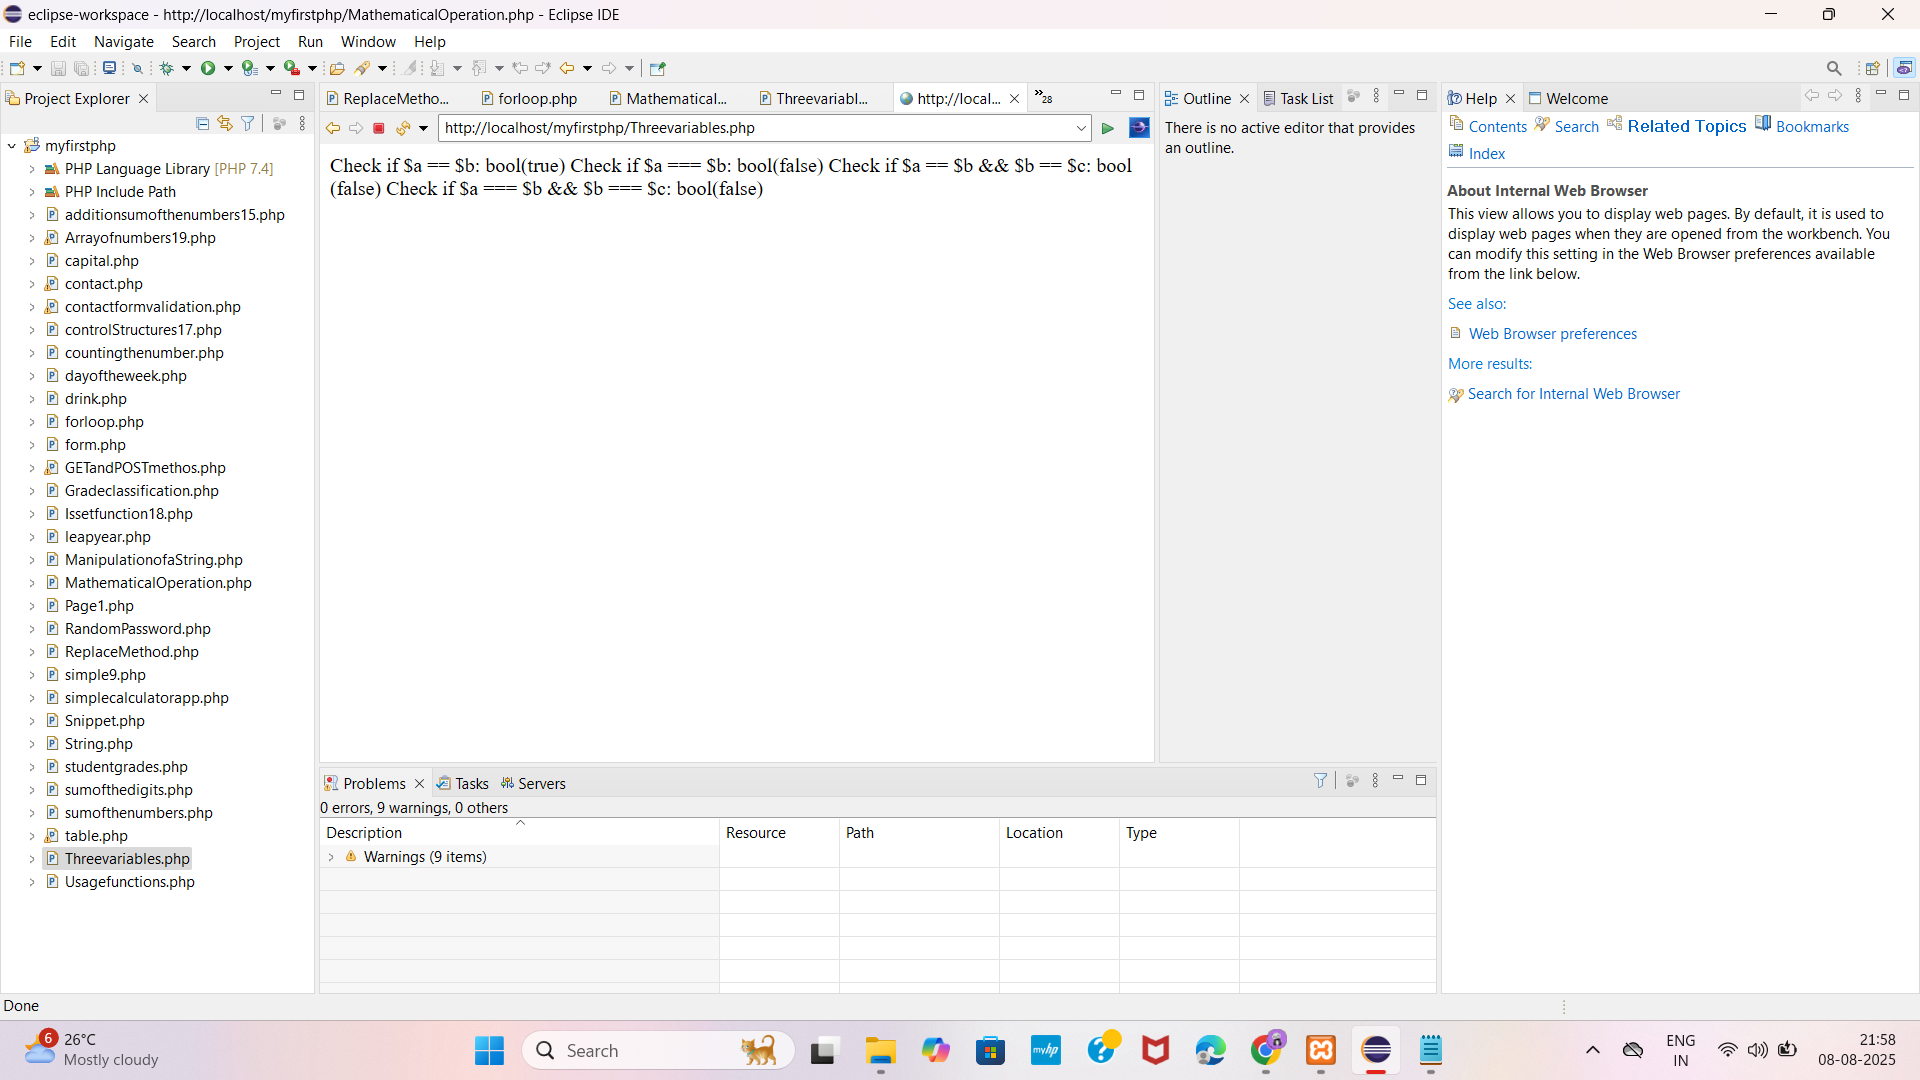 eclipse-workspace - http://localhost/myfirstphp/MathematicalOperation.php - Eclipse IDE
File Edit Navigate Search Project Run Window Help
Project Explorer
myfirstphp
PHP Language Library [PHP 7.4]
PHP Include Path
additionsumofthenumbers15.php
Arrayofnumbers19.php
capital.php
contact.php
contactformvalidation.php
controlStructures17.php
countingthenumber.php
dayoftheweek.php
drink.php
forloop.php
form.php
GETandPOSTmethos.php
Gradeclassification.php
Issetfunction18.php
leapyear.php
ManipulationofaString.php
MathematicalOperation.php
Page1.php
RandomPassword.php
ReplaceMethod.php
simple9.php
simplecalculatorapp.php
Snippet.php
String.php
studentgrades.php
sumofthedigits.php
sumofthenumbers.php
table.php
Threevariables.php
Usagefunctions.php
ReplaceMetho... forloop.php Mathematical... Threevariabl... http://local... »28
http://localhost/myfirstphp/Threevariables.php
Check if $a == $b: bool(true) Check if $a === $b: bool(false) Check if $a == $b && $b == $c: bool
(false) Check if $a === $b && $b === $c: bool(false)
Outline Task List
There is no active editor that provides
an outline.
Help Welcome
Contents Search Related Topics Bookmarks
Index
About Internal Web Browser
This view allows you to display web pages. By default, it is used to
display web pages when they are opened from the workbench. You
can modify this setting in the Web Browser preferences available
from the link below.
See also:
Web Browser preferences
More results:
Search for Internal Web Browser
Problems Tasks Servers
0 errors, 9 warnings, 0 others
Description Resource Path Location Type
Warnings (9 items)
Done
6
26°C
Mostly cloudy
Search
myhp
ENG
IN
21:58
08-08-2025